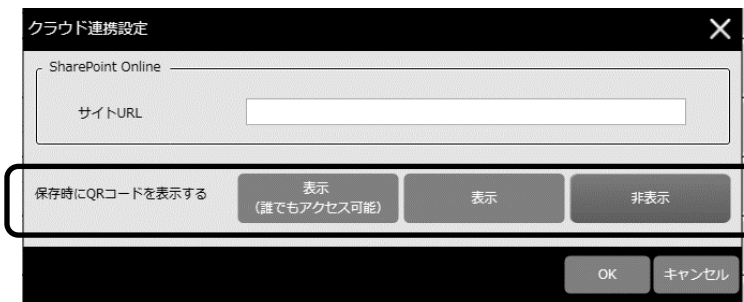 クラウド連携設定
SharePoint Online
サイトURL
保存時にQRコードを表示する
表示
（誰でもアクセス可能）
表示
非表示
OK
キャンセル